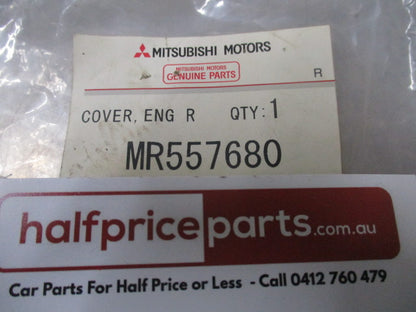 MITSUBISHI MOTORS
MITSUBISHI MOTORS
GENUINE PARTS
R
COVER, ENG R QTY:1
MR557680
halfpriceparts.com.au
Car Parts For Half Price or Less - Call 0412 760 479